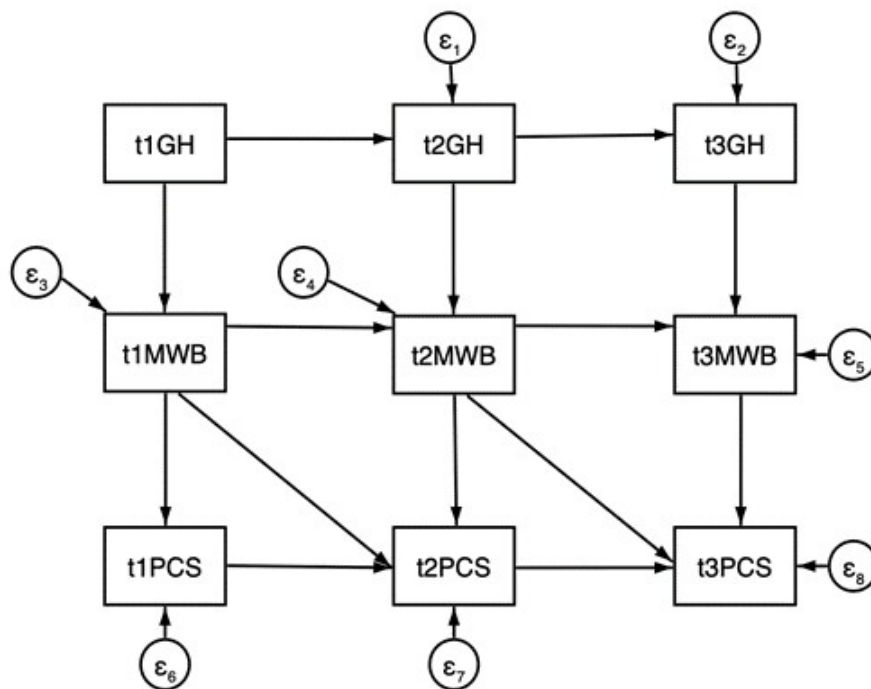 ε₁
ε₂
t1GH
t2GH
t3GH
ε₃
ε₄
t1MWB
t2MWB
t3MWB
ε₅
t1PCS
t2PCS
t3PCS
ε₈
ε₆
ε₇